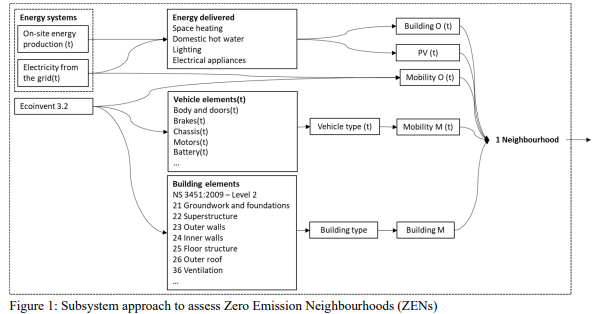 Energy systems
On-site energy
production (t)
Electricity from
the grid(t)
Ecoinvent 3.2
Energy delivered
Space heating
Domestic hot water
Lighting
Electrical appliances
Vehicle elements(t)
Body and doors(t)
Brakes(t)
Chassis(t)
Motors(t)
Battery(t)
...
Building elements
NS 3451:2009 – Level 2
21 Groundwork and foundations
22 Superstructure
23 Outer walls
24 Inner walls
25 Floor structure
26 Outer roof
36 Ventilation
...
Vehicle type (t)
Building type
Building O (t)
PV (t)
Mobility O (t)
Mobility M (t)
Building M
1 Neighbourhood
Figure 1: Subsystem approach to assess Zero Emission Neighbourhoods (ZENs)